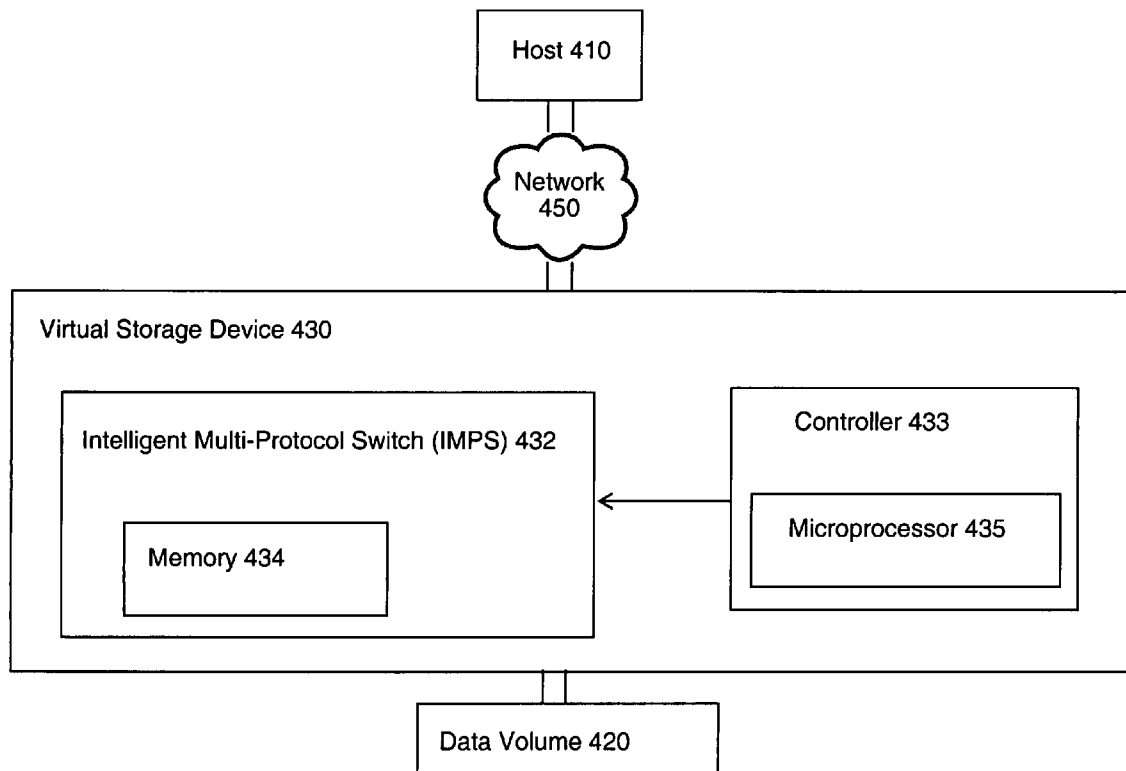 Host 410
Network
450
Virtual Storage Device 430
Intelligent Multi-Protocol Switch (IMPS) 432
Memory 434
Controller 433
Microprocessor 435
Data Volume 420